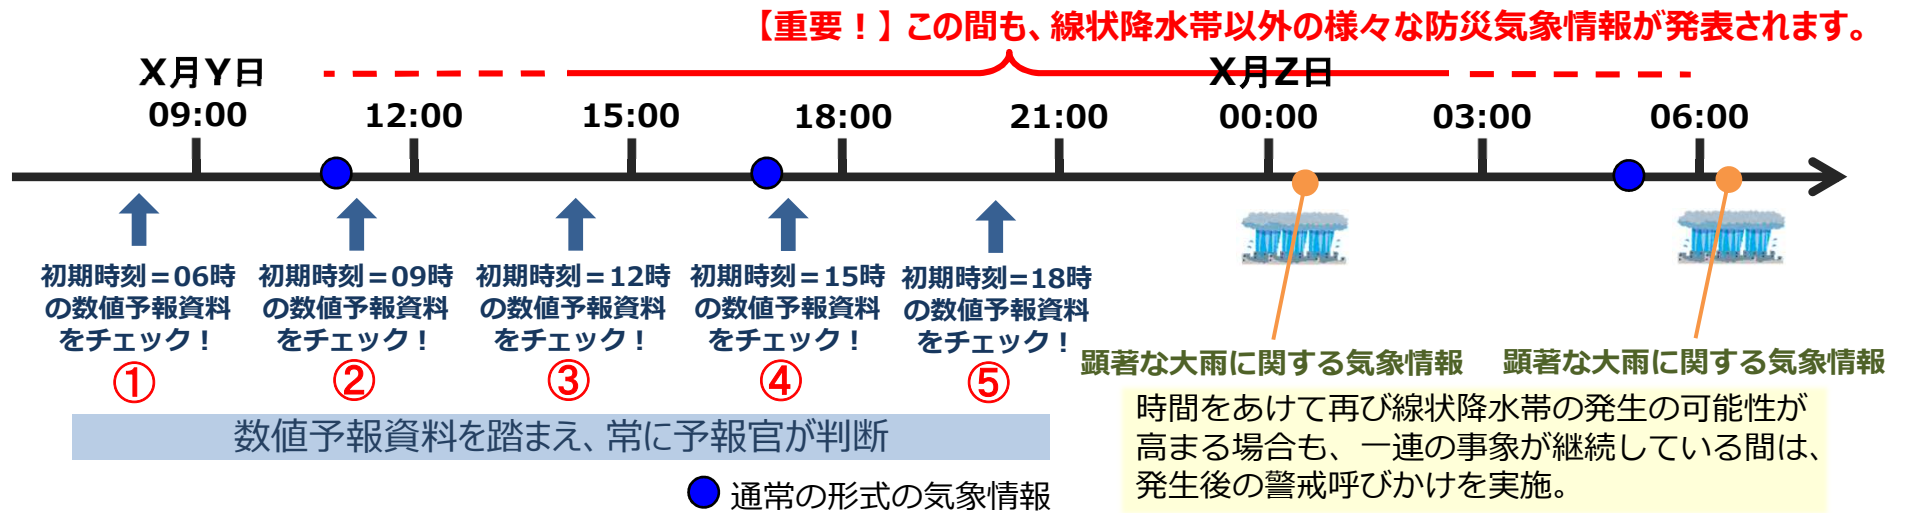 【重要！】この間も、線状降水帯以外の様々な防災気象情報が発表されます。
X月Y日
X月Z日
09:00
12:00
15:00
18:00
21:00
00:00
03:00
06:00
初期時刻＝06時
の数値予報資料
をチェック！
①
初期時刻＝09時
の数値予報資料
をチェック！
②
初期時刻＝12時
の数値予報資料
をチェック！
③
初期時刻＝15時
の数値予報資料
をチェック！
④
初期時刻=18時
の数値予報資料
をチェック！
⑤
顕著な大雨に関する気象情報
顕著な大雨に関する気象情報
数値予報資料を踏まえ、常に予報官が判断
時間をあけて再び線状降水帯の発生の可能性が
高まる場合も、一連の事象が継続している間は、
発生後の警戒呼びかけを実施。
通常の形式の気象情報